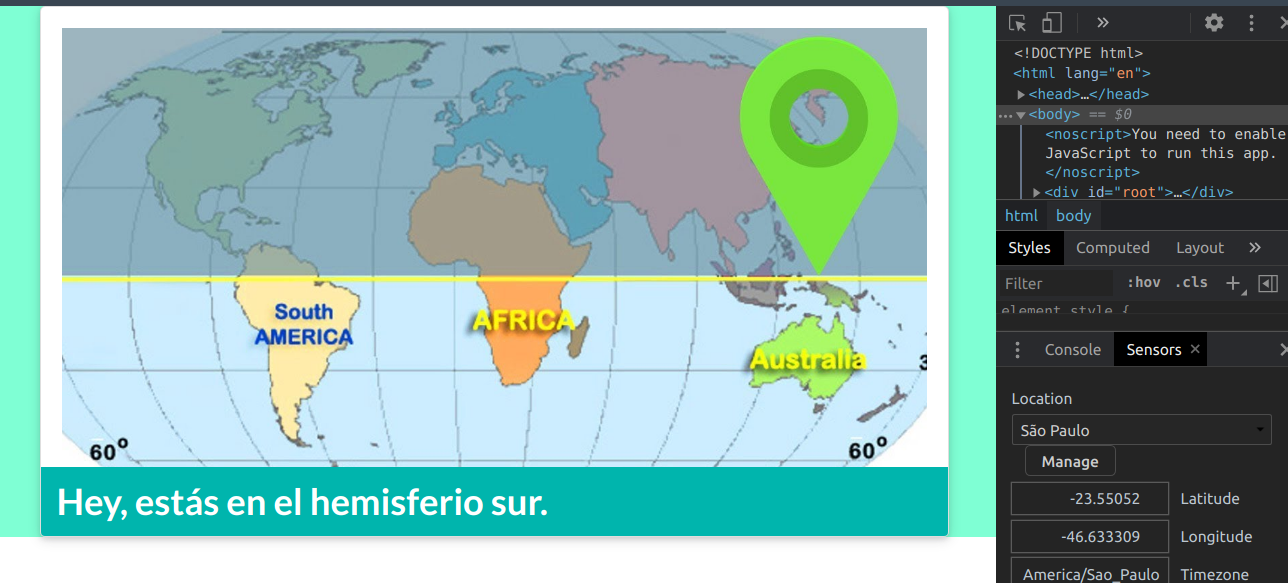 South
AMERICA
AFRICA
Australia
3
60º
60º
Hey, estás en el hemisferio sur.
<!DOCTYPE html>
<html lang="en">
<head>…</head>
<body> == $0
<noscript>You need to enable
JavaScript to run this app.
</noscript>
<div id="root">…</div>
html body
Styles Computed Layout
Filter :hov .cls
element.style {
Console Sensors
Location
São Paulo
Manage
-23.55052 Latitude
-46.633309 Longitude
America/Sao_Paulo Timezone